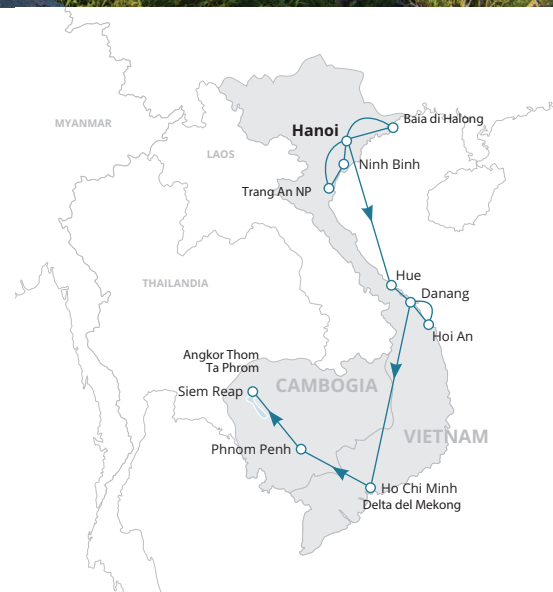 Baia di Halong
MYANMAR
Hanoi
LAOS
Ninh Binh
Trang An NP
Hue
THAILANDIA
Danang
Hoi An
Angkor Thom
Ta Phrom
CAMBOGIA
Siem Reap
VIETNAM
Phnom Penh
Ho Chi Minh
Delta del Mekong